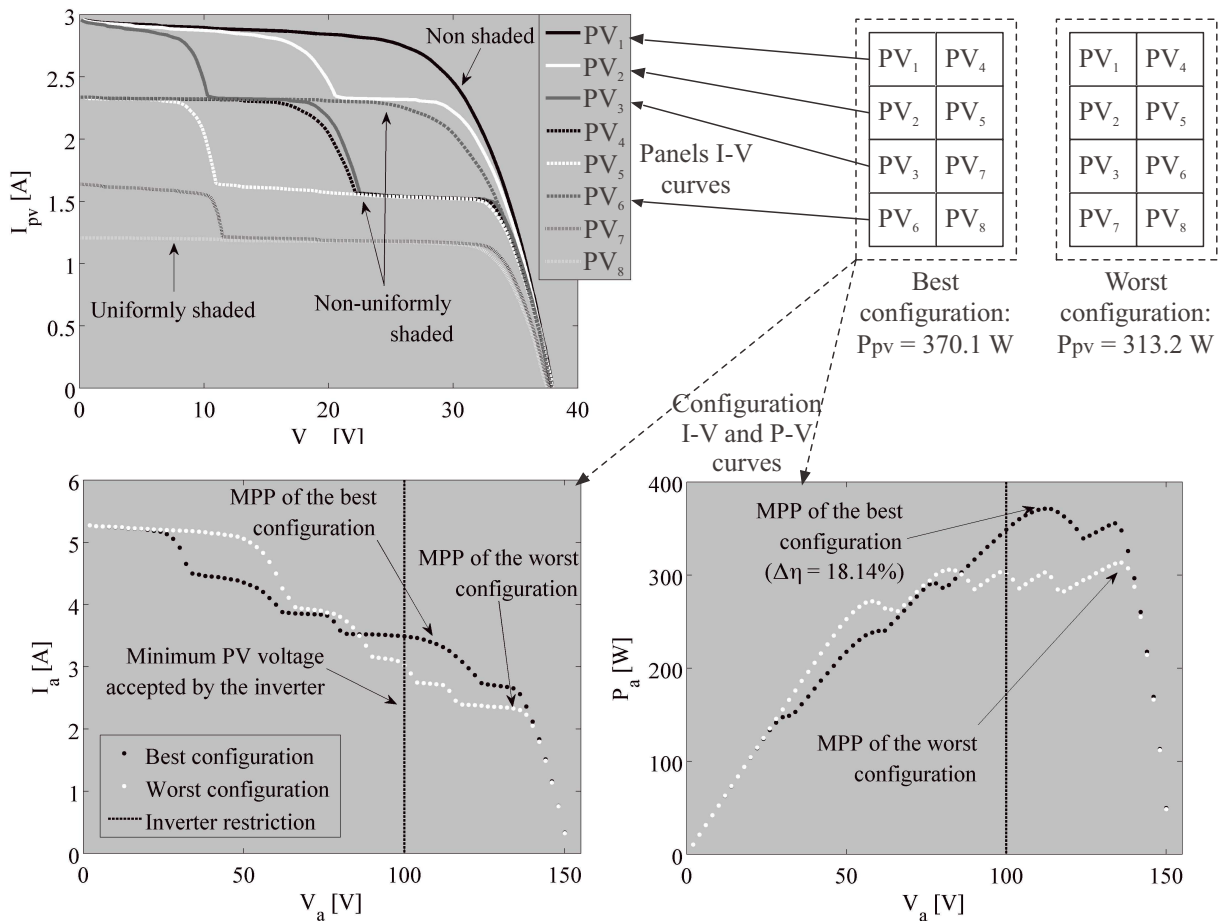 3
2.5
2
1.5
1
0.5
0
I_pv [A]
0
10
20
30
40
V [V]
Non shaded
Uniformly shaded
Non-uniformly
shaded
PV₁
PV₂
PV₃
PV₄
PV₅
PV₆
PV₇
PV₈
Panels I-V
curves
PV₁ PV₄
PV₂ PV₅
PV₃ PV₇
PV₆ PV₈
Best
configuration:
Ppv = 370.1 W
PV₁ PV₄
PV₂ PV₅
PV₃ PV₆
PV₇ PV₈
Worst
configuration:
Ppv = 313.2 W
Configuration
I-V and P-V
curves
6
5
4
3
2
1
0
Iₐ [A]
0
50
100
150
Vₐ [V]
MPP of the best
configuration
MPP of the worst
configuration
Minimum PV voltage
accepted by the inverter
Best configuration
Worst configuration
Inverter restriction
400
300
200
100
0
Pₐ [W]
0
50
100
150
Vₐ [V]
MPP of the best
configuration
(Δη = 18.14%)
MPP of the worst
configuration